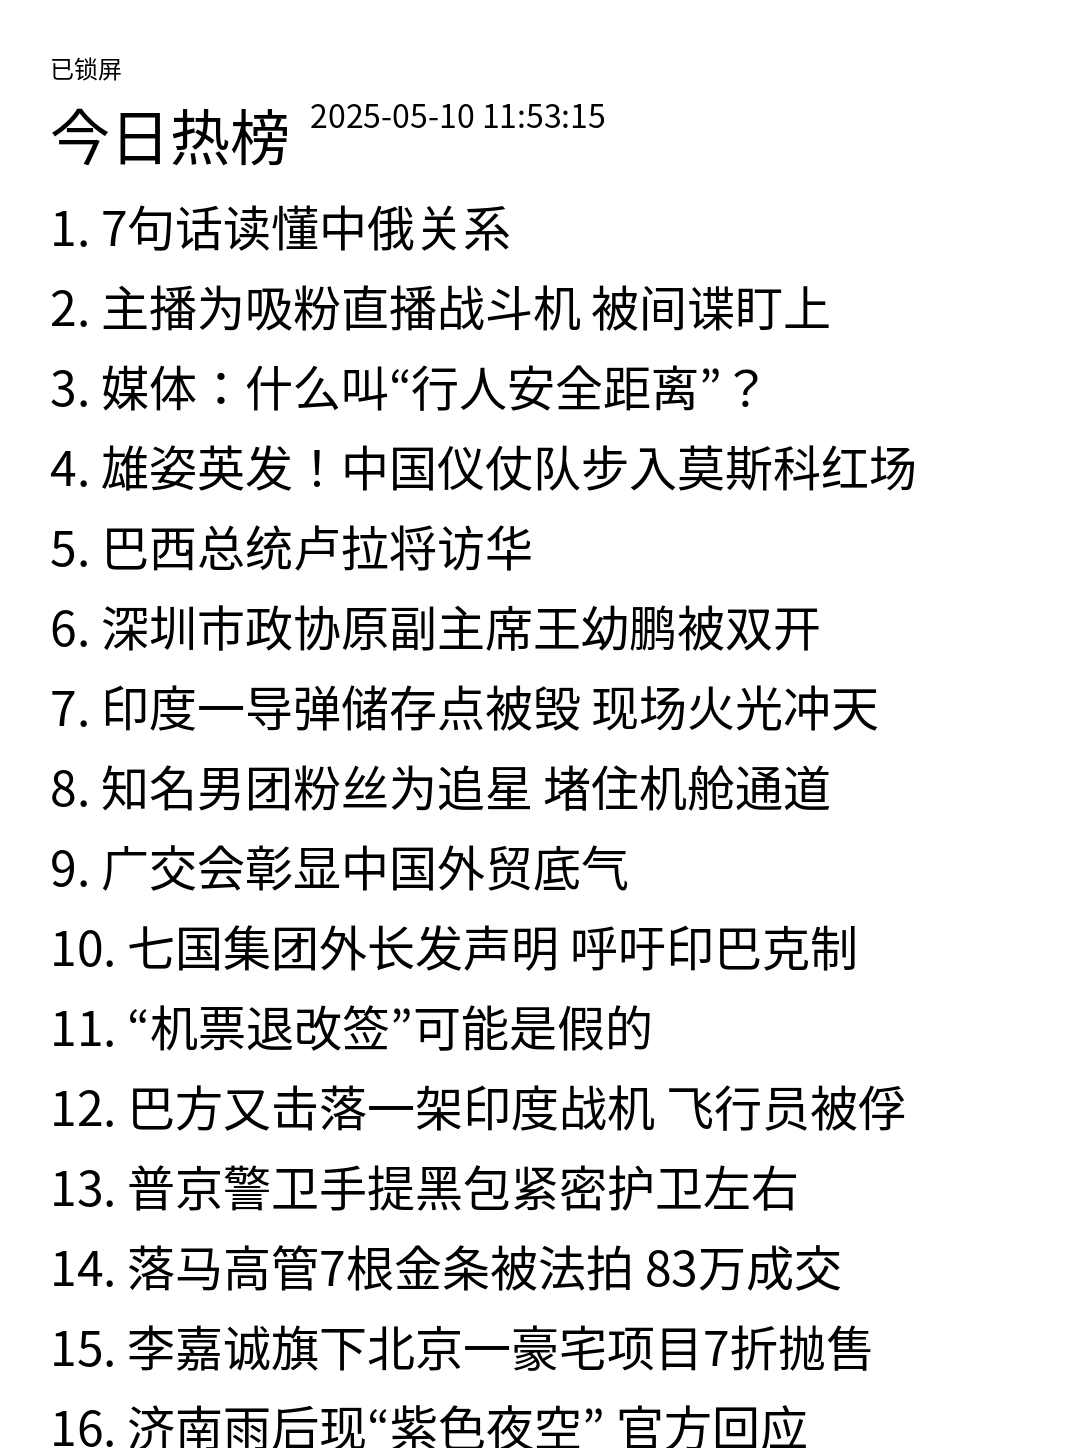 已锁屏
今日热榜 2025-05-10 11:53:15
1. 7句话读懂中俄关系
2. 主播为吸粉直播战斗机 被间谍盯上
3. 媒体：什么叫“行人安全距离”？
4. 雄姿英发！中国仪仗队步入莫斯科红场
5. 巴西总统卢拉将访华
6. 深圳市政协原副主席王幼鹏被双开
7. 印度一导弹储存点被毁 现场火光冲天
8. 知名男团粉丝为追星 堵住机舱通道
9. 广交会彰显中国外贸底气
10. 七国集团外长发声明 呼吁印巴克制
11. “机票退改签”可能是假的
12. 巴方又击落一架印度战机 飞行员被俘
13. 普京警卫手提黑包紧密护卫左右
14. 落马高管7根金条被法拍 83万成交
15. 李嘉诚旗下北京一豪宅项目7折抛售
16. 济南雨后现“紫色夜空” 官方回应